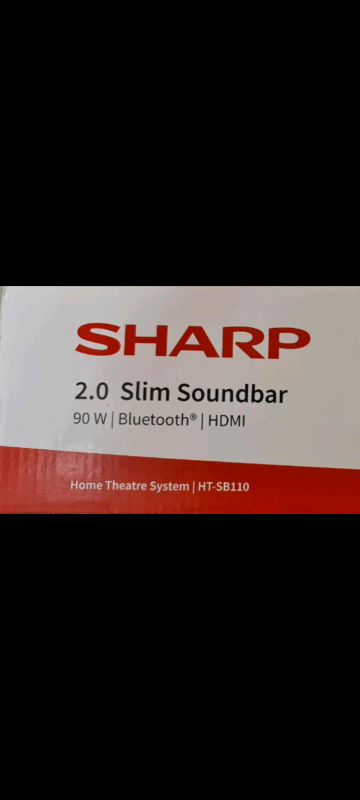 SHARP
2.0 Slim Soundbar
90 W | Bluetooth® | HDMI
Home Theatre System | HT-SB110